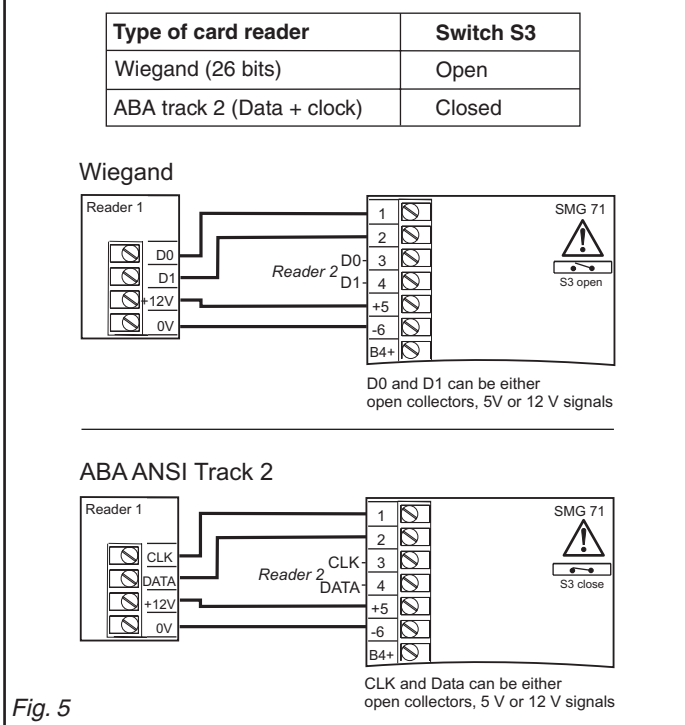 Type of card reader Switch S3
Wiegand (26 bits) Open
ABA track 2 (Data + clock) Closed
Wiegand
Reader 1
D0
D1
+12V
0V
Reader 2
D0
D1
1
2
3
4
+5
-6
B4+
SMG 71
S3 open
D0 and D1 can be either
open collectors, 5V or 12 V signals
ABA ANSI Track 2
Reader 1
CLK
DATA
+12V
0V
Reader 2
CLK
DATA
1
2
3
4
+5
-6
B4+
SMG 71
S3 close
CLK and Data can be either
open collectors, 5 V or 12 V signals
Fig. 5